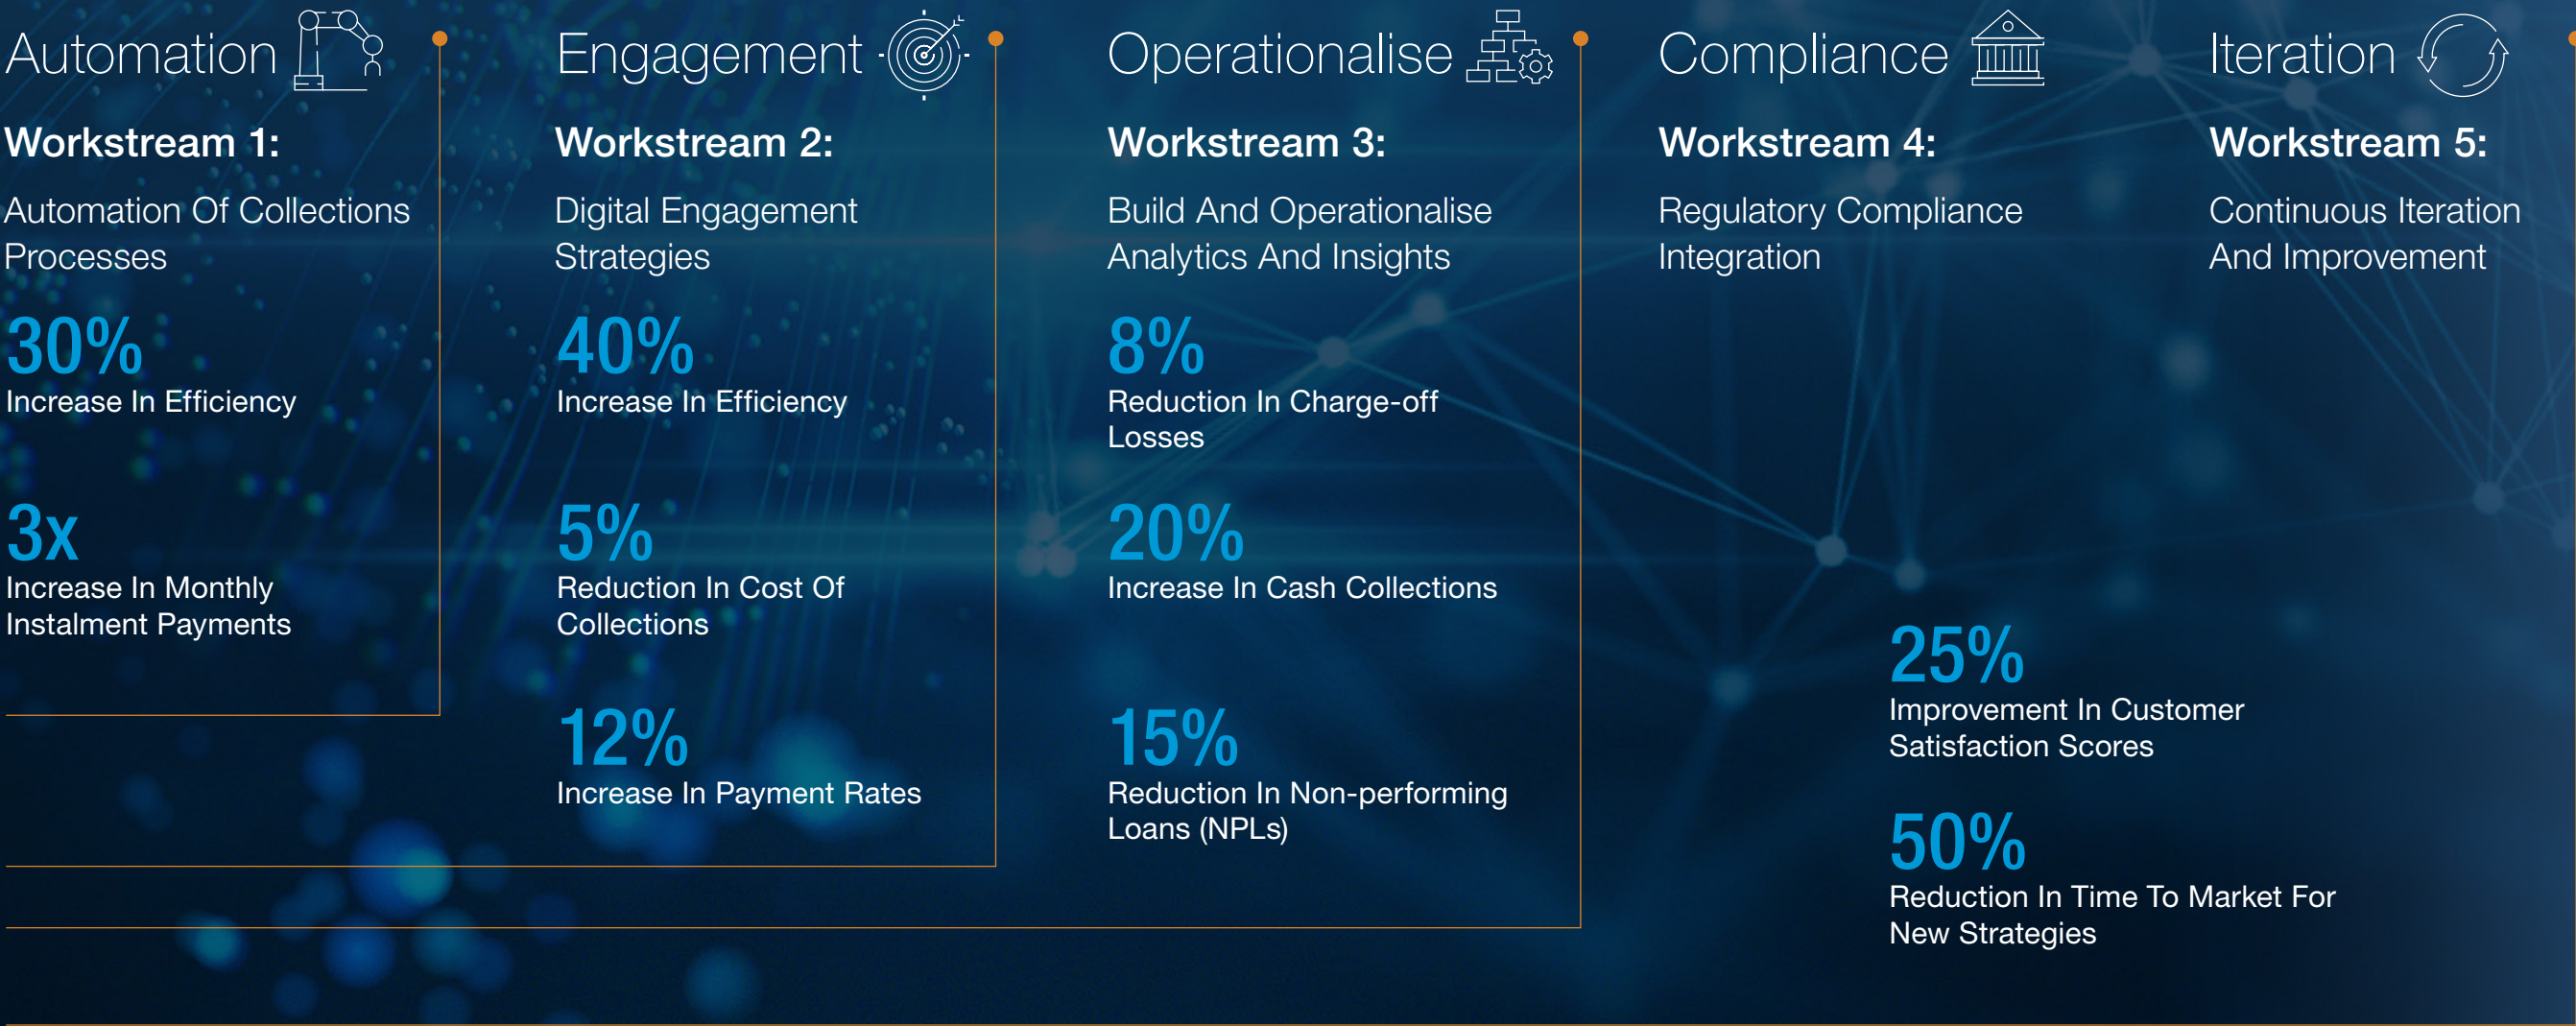 Automation
Workstream 1:
Automation Of Collections
Processes
30%
Increase In Efficiency
3x
Increase In Monthly
Instalment Payments
Engagement
Workstream 2:
Digital Engagement
Strategies
40%
Increase In Efficiency
5%
Reduction In Cost Of
Collections
12%
Increase In Payment Rates
Operationalise
Workstream 3:
Build And Operationalise
Analytics And Insights
8%
Reduction In Charge-off
Losses
20%
Increase In Cash Collections
15%
Reduction In Non-performing
Loans (NPLs)
Compliance
Workstream 4:
Regulatory Compliance
Integration
Iteration
Workstream 5:
Continuous Iteration
And Improvement
25%
Improvement In Customer
Satisfaction Scores
50%
Reduction In Time To Market For
New Strategies